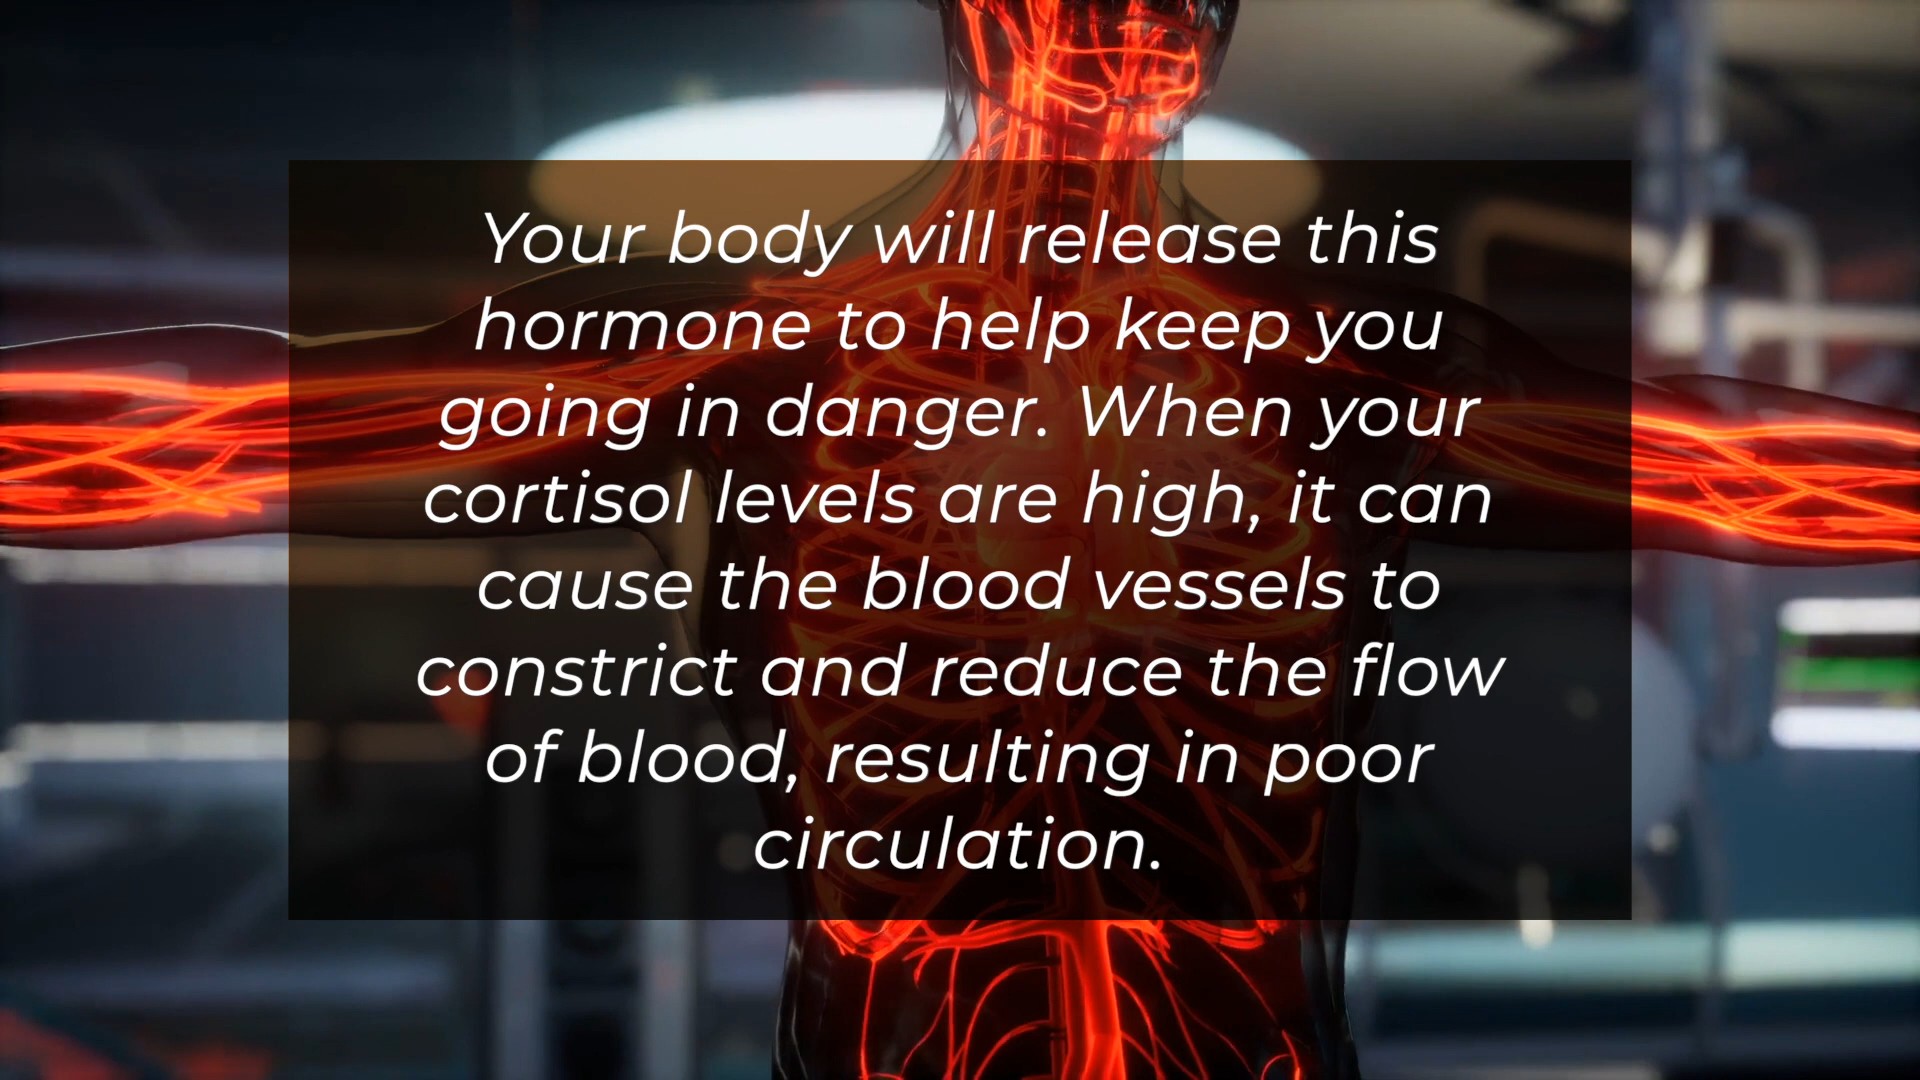 Your body will release this
hormone to help keep you
going in danger. When your
cortisol levels are high, it can
cause the blood vessels to
constrict and reduce the flow
of blood, resulting in poor
circulation.